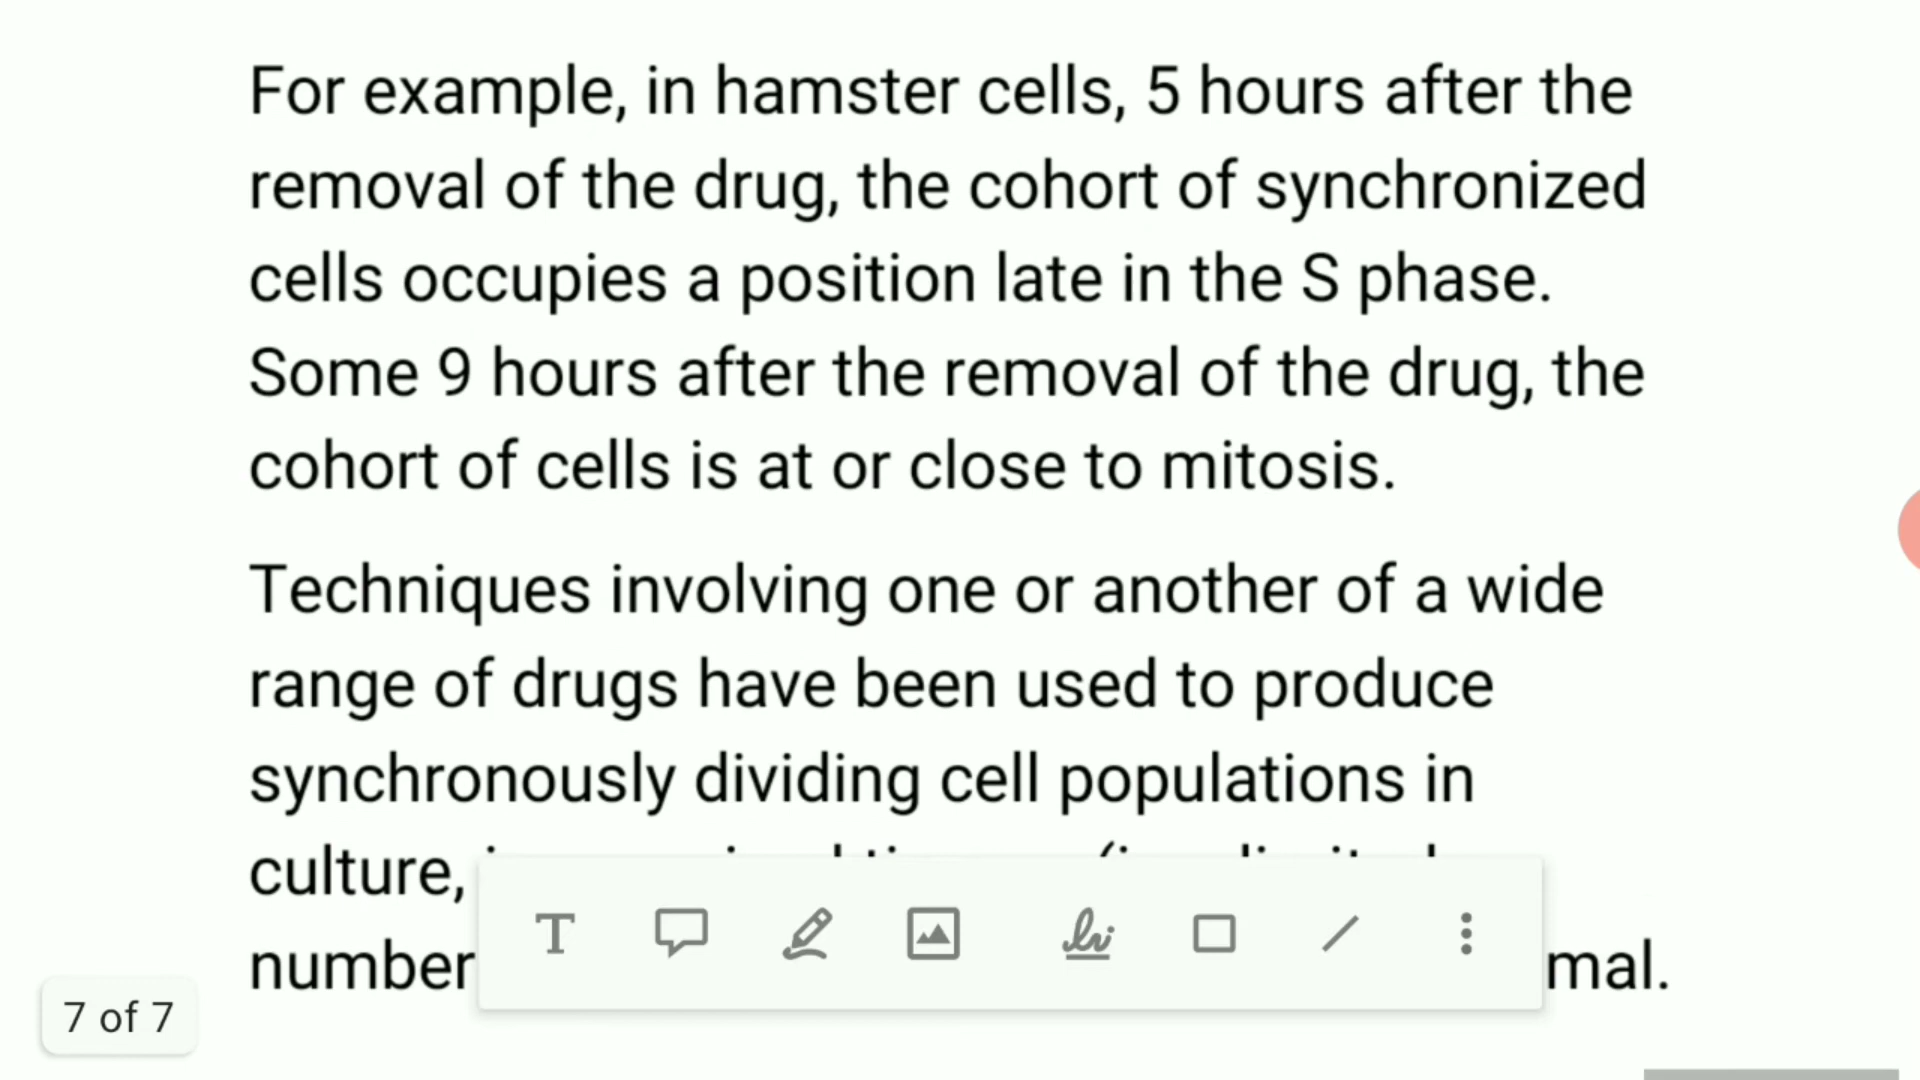 For example, in hamster cells, 5 hours after the
removal of the drug, the cohort of synchronized
cells occupies a position late in the S phase.
Some 9 hours after the removal of the drug, the
cohort of cells is at or close to mitosis.
Techniques involving one or another of a wide
range of drugs have been used to produce
synchronously dividing cell populations in
culture,
number
mal.
7 of 7